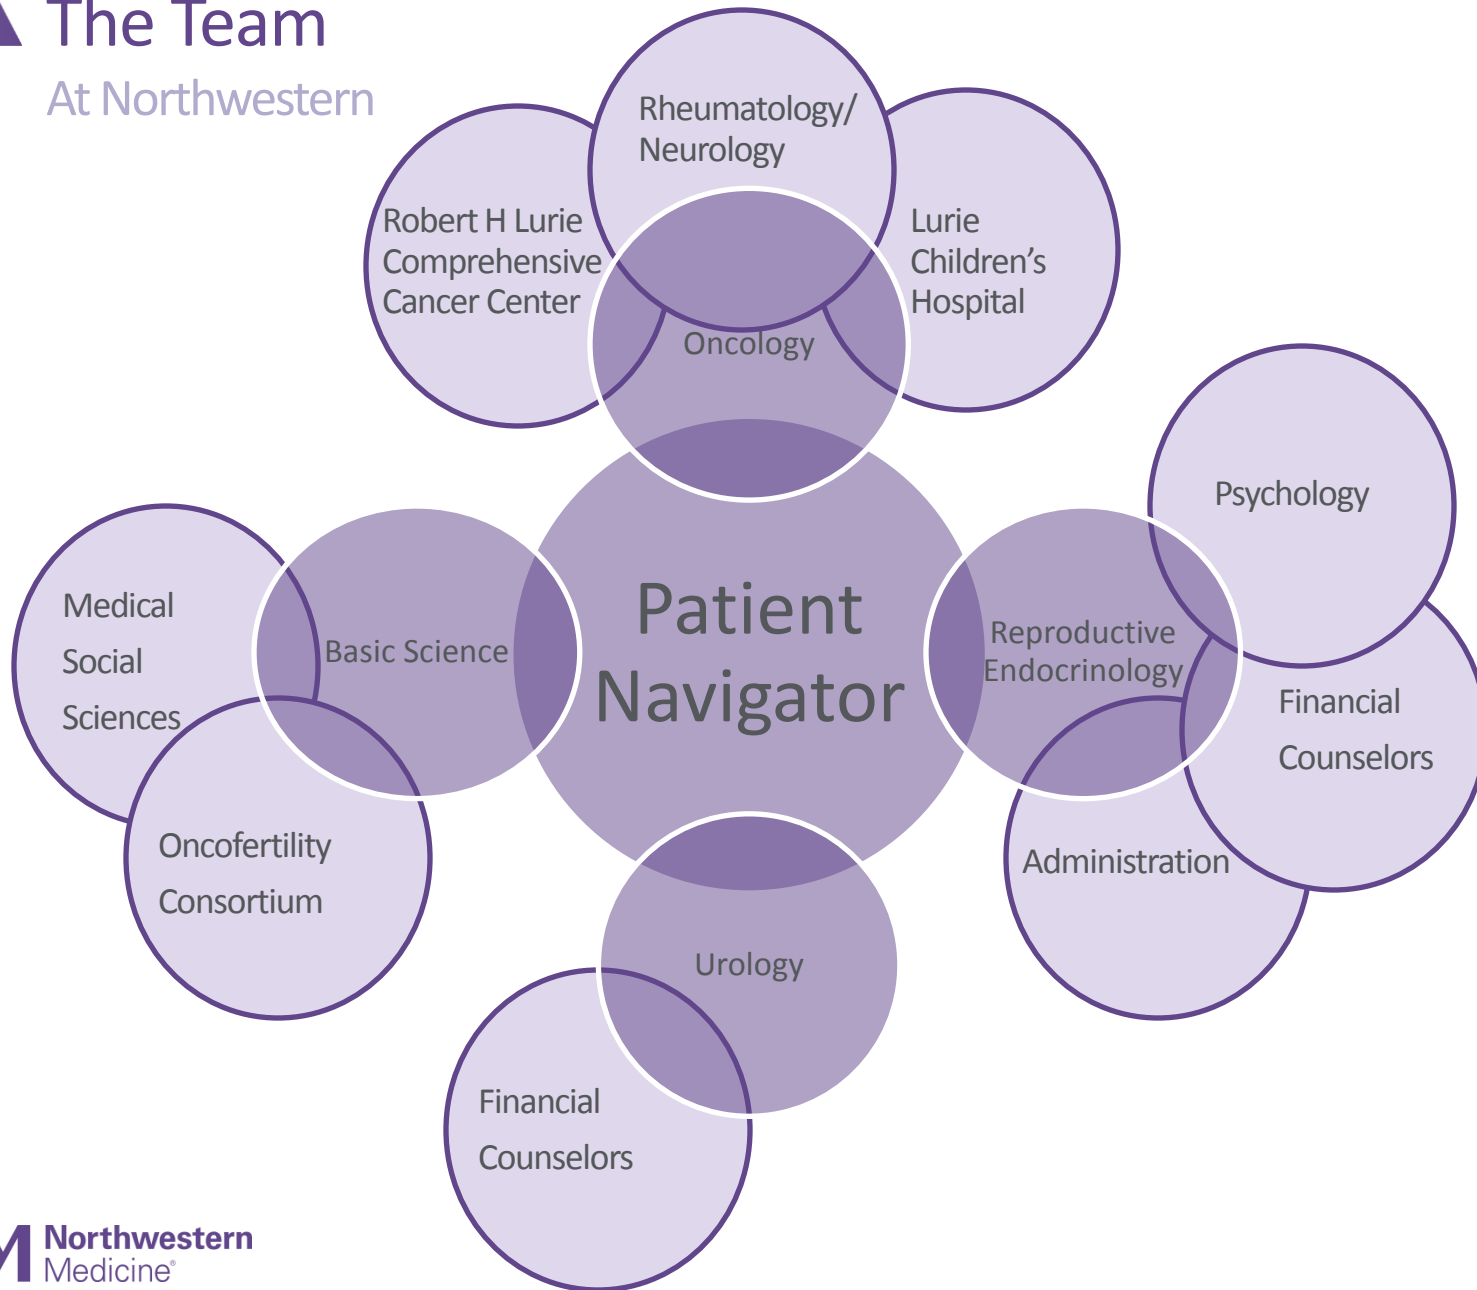 The Team
At Northwestern
Rheumatology/
Neurology
Robert H Lurie
Comprehensive
Cancer Center
Lurie
Children’s
Hospital
Oncology
Psychology
Medical
Social
Sciences
Basic Science
Patient
Navigator
Reproductive
Endocrinology
Financial
Counselors
Oncofertility
Consortium
Administration
Urology
Financial
Counselors
Northwestern
Medicine®